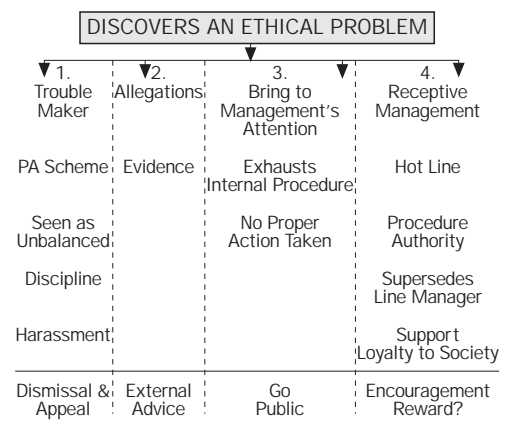 DISCOVERS AN ETHICAL PROBLEM
1.
Trouble
Maker
PA Scheme
Seen as
Unbalanced
Discipline
Harassment
Dismissal &
Appeal
2.
Allegations
Evidence
External
Advice
3.
Bring to
Management's
Attention
Exhausts
Internal Procedure
No Proper
Action Taken
Go
Public
4.
Receptive
Management
Hot Line
Procedure
Authority
Supersedes
Line Manager
Support
Loyalty to Society
Encouragement
Reward?